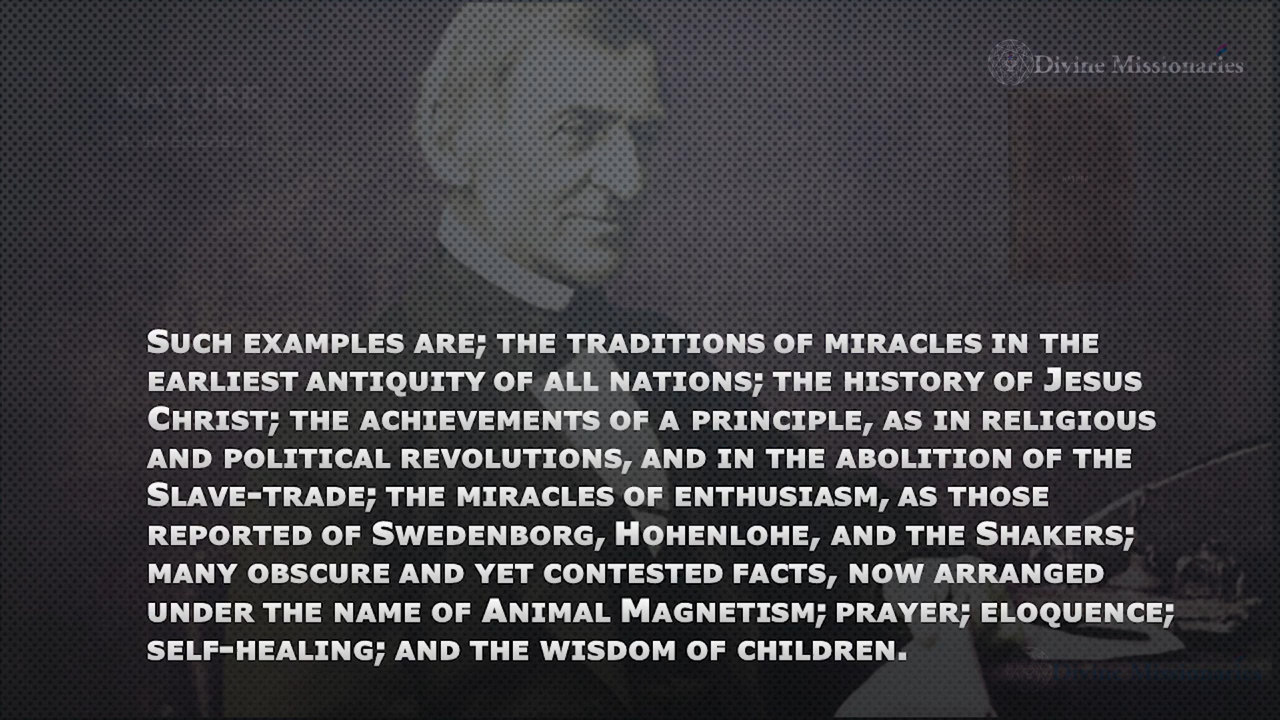 Divine Missionaries
NATURE
Such examples are; the traditions of miracles in the
earliest antiquity of all nations; the history of Jesus
Christ; the achievements of a principle, as in religious
and political revolutions, and in the abolition of the
Slave-trade; the miracles of enthusiasm, as those
reported of Swedenborg, Hohenlohe, and the Shakers;
many obscure and yet contested facts, now arranged
under the name of Animal Magnetism; prayer; eloquence;
self-healing; and the wisdom of children.